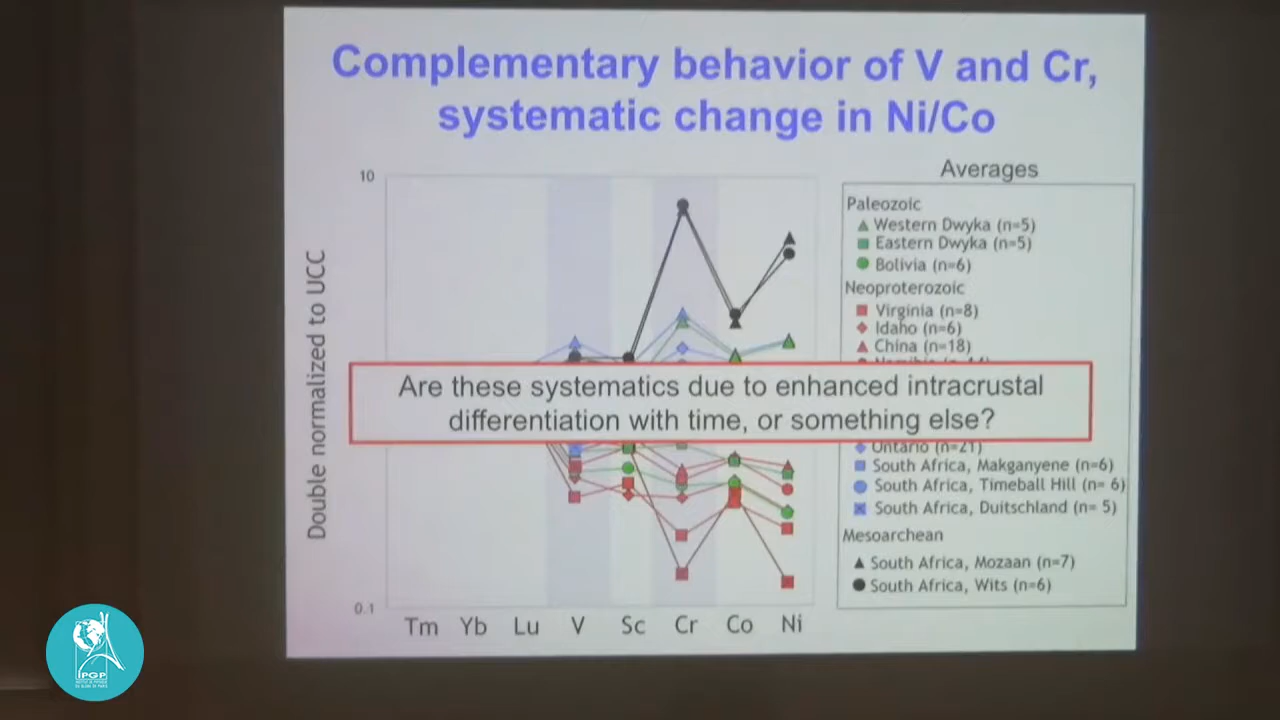 Complementary behavior of V and Cr,
systematic change in Ni/Co
Averages
10
Double normalized to UCC
0.1
Tm Yb Lu V Sc Cr Co Ni
Paleozoic
Western Dwyka (n=5)
Eastern Dwyka (n=5)
Bolivia (n=6)
Neoproterozoic
Virginia (n=8)
Idaho (n=6)
China (n=18)
Are these systematics due to enhanced intracrustal
differentiation with time, or something else?
Ontario (n=21)
South Africa, Makganyene (n=6)
South Africa, Timeball Hill (n= 6)
South Africa, Duitschland (n= 5)
Mesoarchean
South Africa, Mozaan (n=7)
South Africa, Wits (n=6)
IPGP